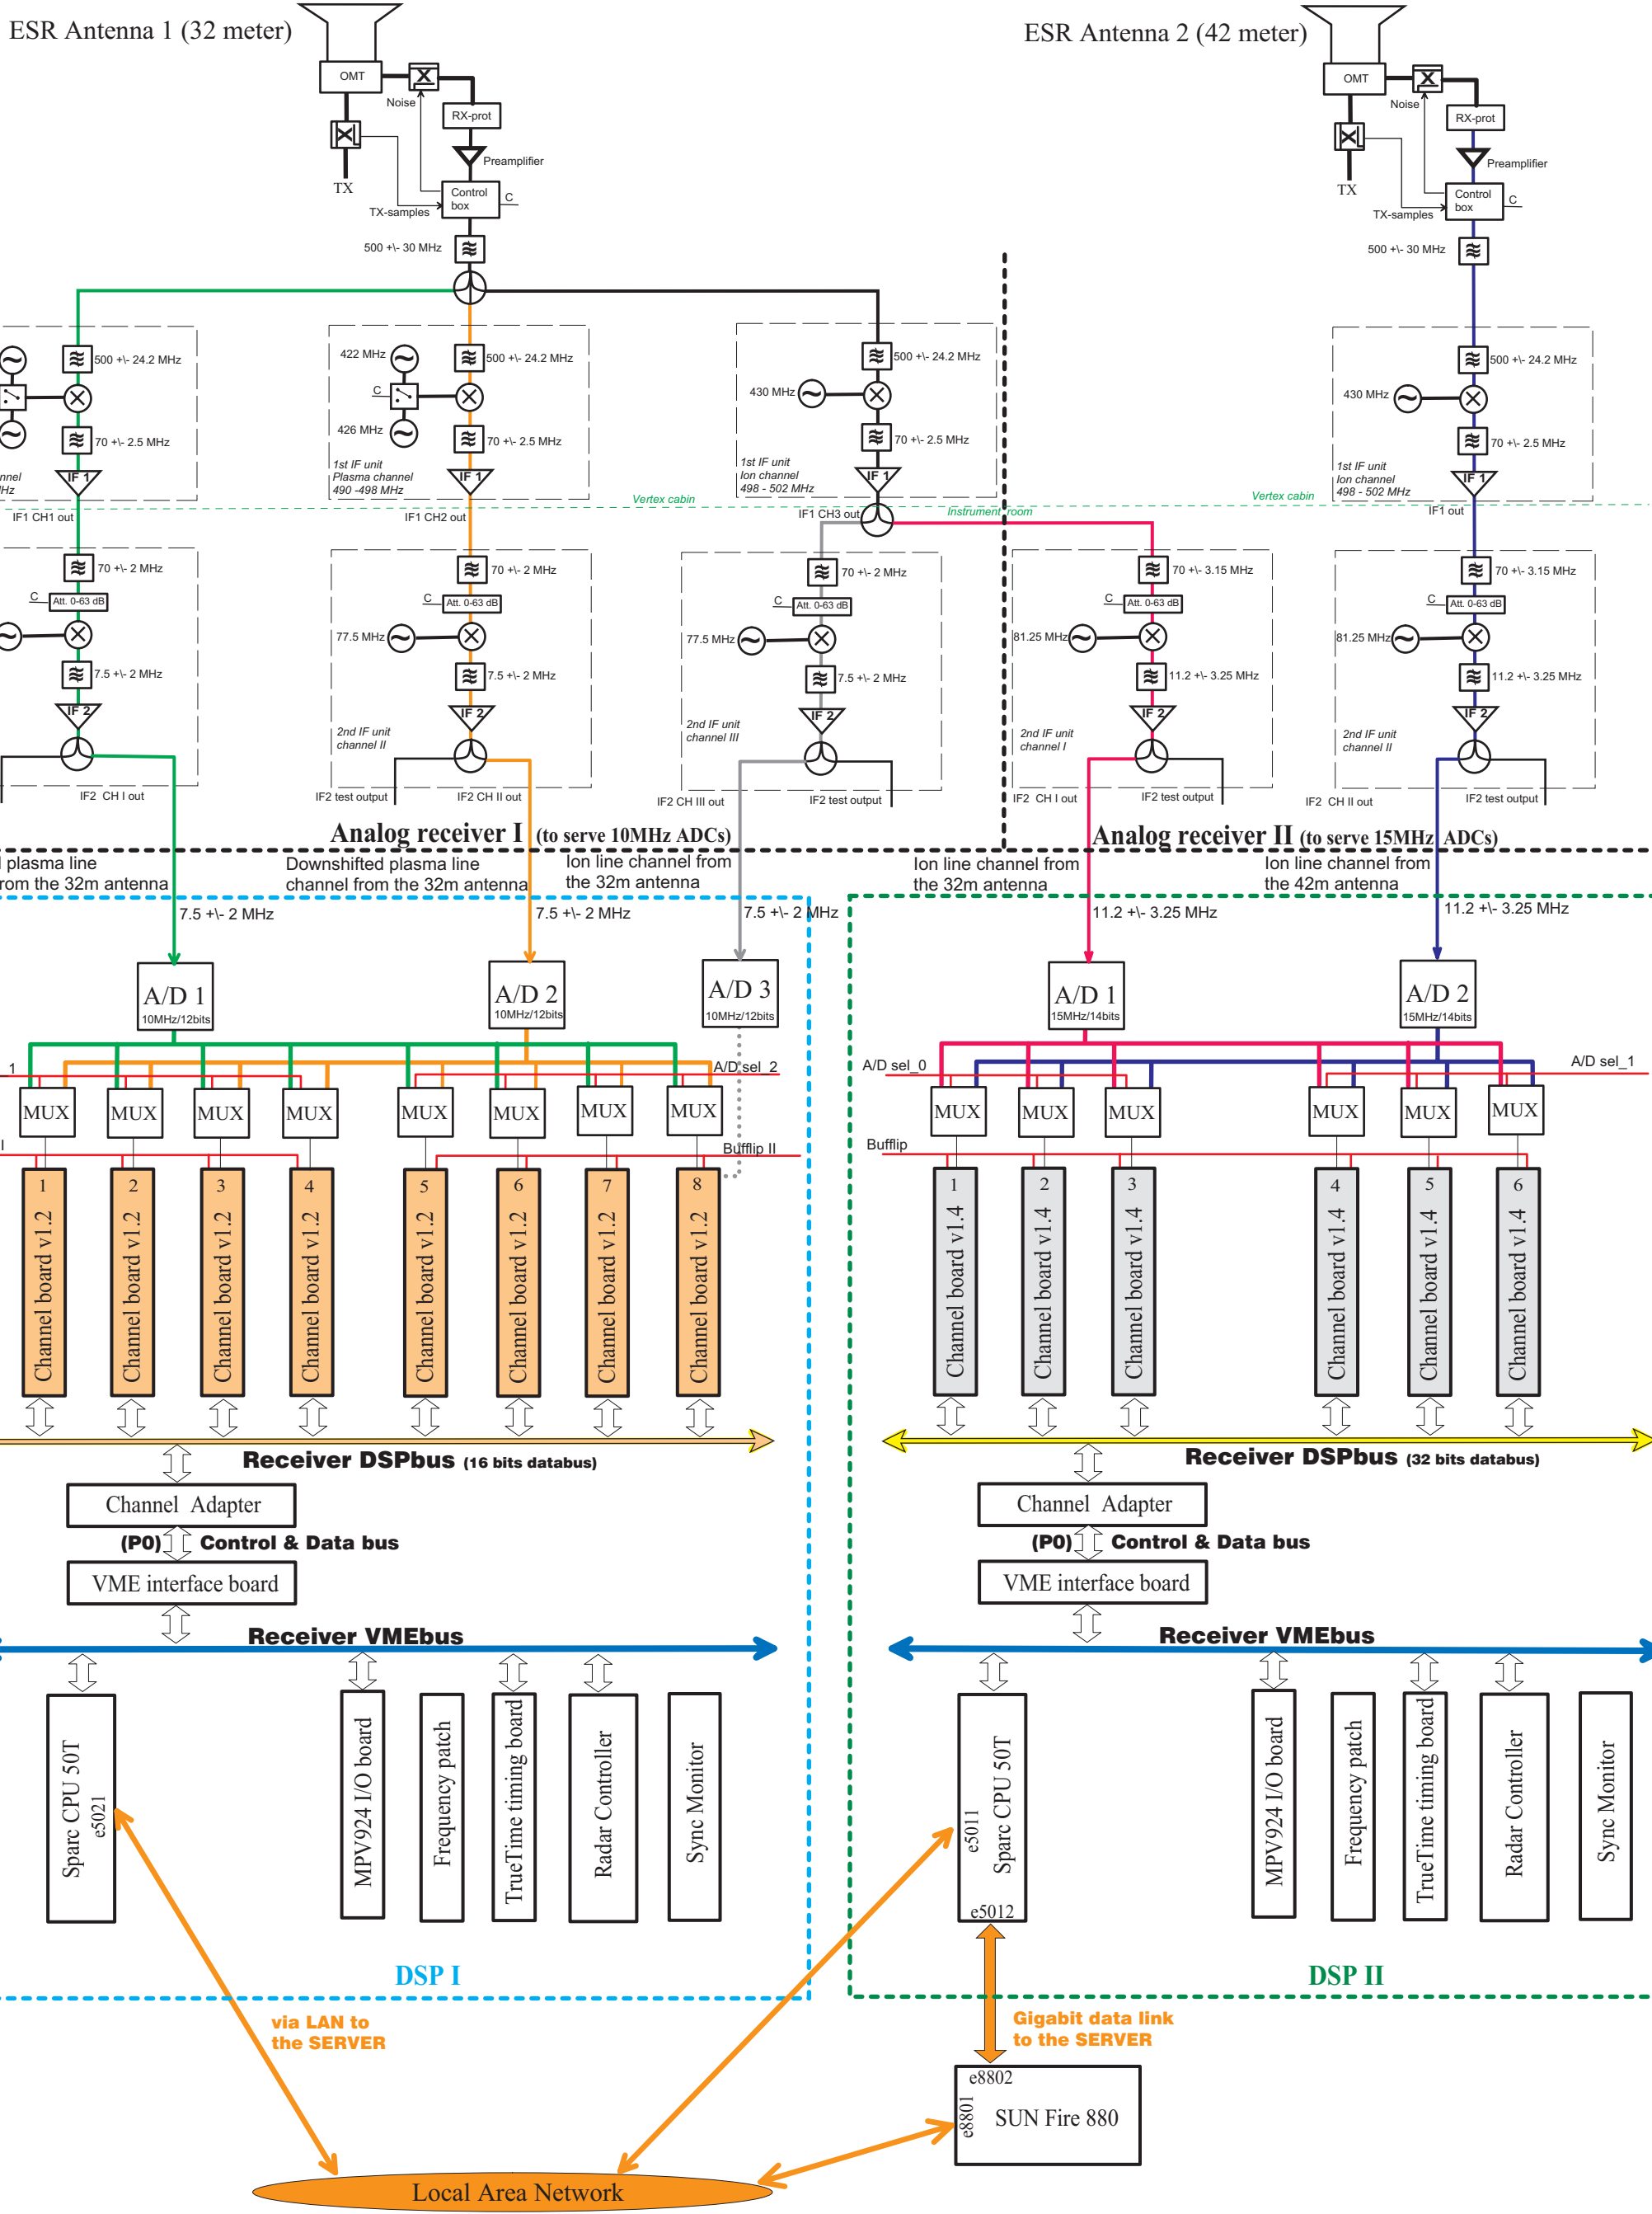 ESR Antenna 1 (32 meter)
OMT
Noise
RX-prot
Preamplifier
TX
Control
box
C
TX-samples
500 +\- 30 MHz
ESR Antenna 2 (42 meter)
OMT
Noise
RX-prot
Preamplifier
TX
Control
box
C
TX-samples
500 +\- 30 MHz
500 +\- 24.2 MHz
70 +\- 2.5 MHz
IF 1
nnel
Hz
422 MHz
C
426 MHz
500 +\- 24.2 MHz
70 +\- 2.5 MHz
1st IF unit
Plasma channel
490 -498 MHz
IF 1
430 MHz
500 +\- 24.2 MHz
70 +\- 2.5 MHz
1st IF unit
Ion channel
498 - 502 MHz
IF 1
430 MHz
500 +\- 24.2 MHz
70 +\- 2.5 MHz
1st IF unit
Ion channel
498 - 502 MHz
IF 1
Vertex cabin
Vertex cabin
Instrument room
IF1 CH1 out
IF1 CH2 out
IF1 CH3 out
IF1 out
70 +\- 2 MHz
C
Att. 0-63 dB
7.5 +\- 2 MHz
IF 2
IF2 CH I out
70 +\- 2 MHz
C
Att. 0-63 dB
77.5 MHz
7.5 +\- 2 MHz
IF 2
2nd IF unit
channel II
IF2 test output
IF2 CH II out
70 +\- 2 MHz
C
Att. 0-63 dB
77.5 MHz
7.5 +\- 2 MHz
IF 2
2nd IF unit
channel III
IF2 CH III out
IF2 test output
70 +\- 3.15 MHz
C
Att. 0-63 dB
81.25 MHz
11.2 +\- 3.25 MHz
IF 2
2nd IF unit
channel I
IF2 CH I out
IF2 test output
70 +\- 3.15 MHz
C
Att. 0-63 dB
81.25 MHz
11.2 +\- 3.25 MHz
IF 2
2nd IF unit
channel II
IF2 CH II out
IF2 test output
Analog receiver I (to serve 10MHz ADCs)
Analog receiver II (to serve 15MHz ADCs)
plasma line
rom the 32m antenna
Downshifted plasma line
channel from the 32m antenna
Ion line channel from
the 32m antenna
Ion line channel from
the 32m antenna
Ion line channel from
the 42m antenna
7.5 +\- 2 MHz
7.5 +\- 2 MHz
7.5 +\- 2 MHz
11.2 +\- 3.25 MHz
11.2 +\- 3.25 MHz
A/D 1
10MHz/12bits
A/D 2
10MHz/12bits
A/D 3
10MHz/12bits
A/D 1
15MHz/14bits
A/D 2
15MHz/14bits
1
A/D sel_2
A/D sel_0
A/D sel_1
MUX
MUX
MUX
MUX
MUX
MUX
MUX
MUX
MUX
MUX
MUX
MUX
MUX
MUX
I
Bufflip II
Bufflip
1
Channel board v1.2
2
Channel board v1.2
3
Channel board v1.2
4
Channel board v1.2
5
Channel board v1.2
6
Channel board v1.2
7
Channel board v1.2
8
Channel board v1.2
1
Channel board v1.4
2
Channel board v1.4
3
Channel board v1.4
4
Channel board v1.4
5
Channel board v1.4
6
Channel board v1.4
Receiver DSPbus (16 bits databus)
Receiver DSPbus (32 bits databus)
Channel Adapter
(P0) Control & Data bus
VME interface board
Channel Adapter
(P0) Control & Data bus
VME interface board
Receiver VMEbus
Receiver VMEbus
Sparc CPU 50T
e5021
MPV924 I/O board
Frequency patch
TrueTime timing board
Radar Controller
Sync Monitor
e5011
Sparc CPU 50T
e5012
MPV924 I/O board
Frequency patch
TrueTime timing board
Radar Controller
Sync Monitor
DSP I
DSP II
via LAN to
the SERVER
Gigabit data link
to the SERVER
e8802
e8801
SUN Fire 880
Local Area Network